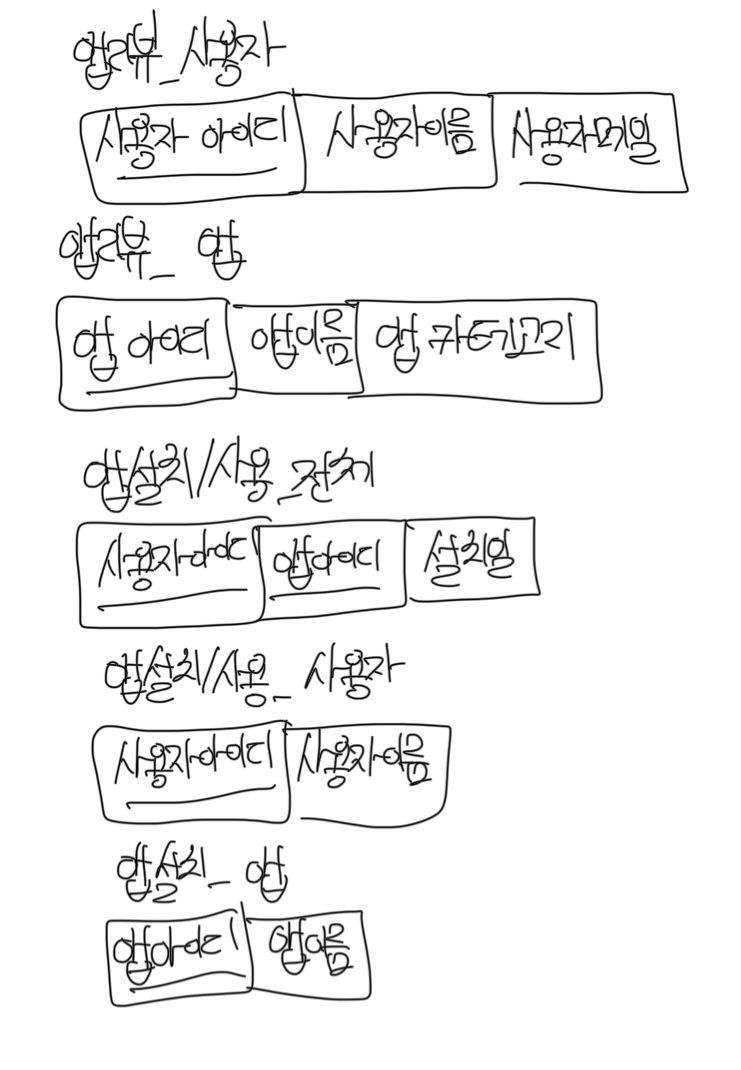 앱리뷰_사용자
사용자 아이디 사용자이름 사용자메일
앱리뷰_ 앱
앱 아이디 앱이름 앱 카테고리
앱설치/사용_전체
사용자아이디 앱아이디 설치일
앱설치/사용_ 사용자
사용자아이디 사용자이름
앱설치_ 앱
앱아이디 앱이름